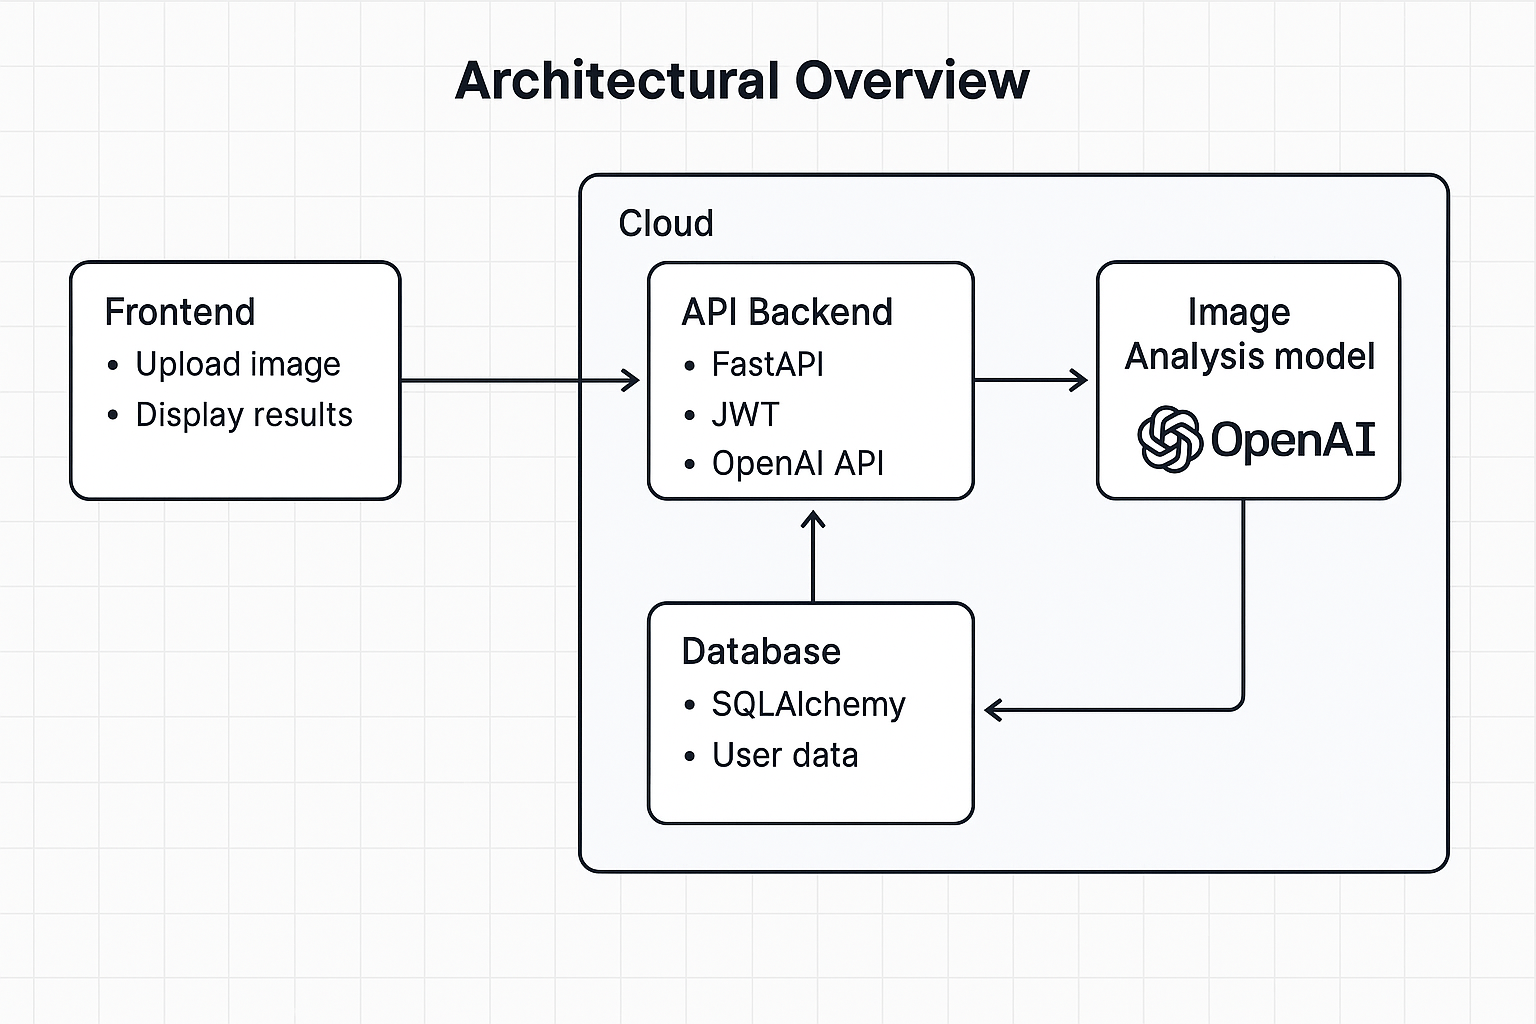 Architectural Overview
Cloud
Frontend
• Upload image
• Display results
API Backend
• FastAPI
• JWT
• OpenAI API
Image
Analysis model
OpenAI
Database
• SQLAlchemy
• User data